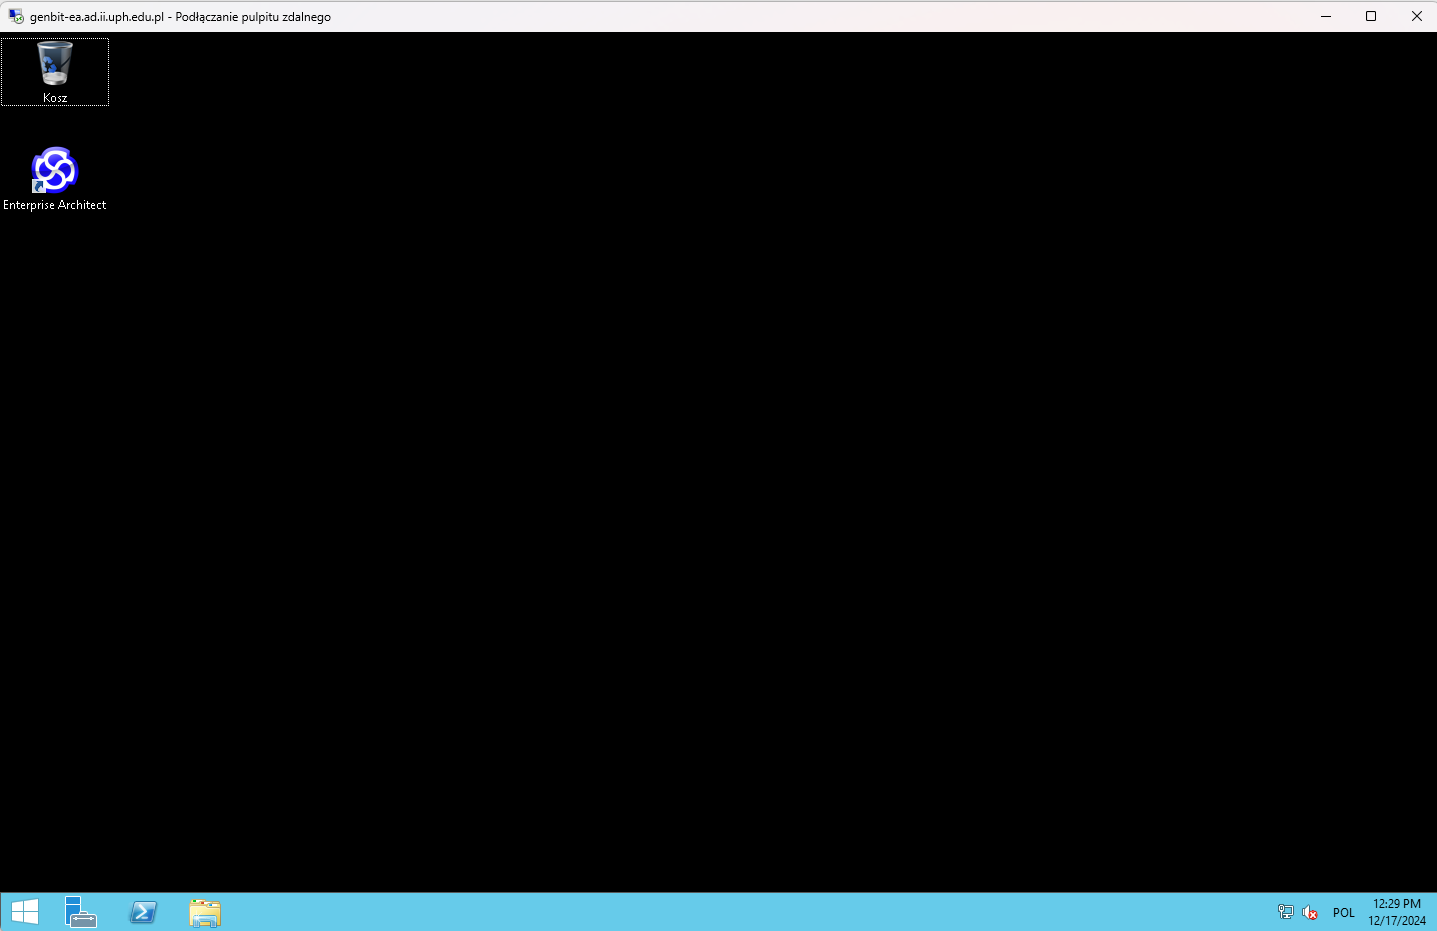 genbit-ea.ad.ii.uph.edu.pl - Podłączanie pulpitu zdalnego
Kosz
Enterprise Architect
POL
12:29 PM
12/17/2024